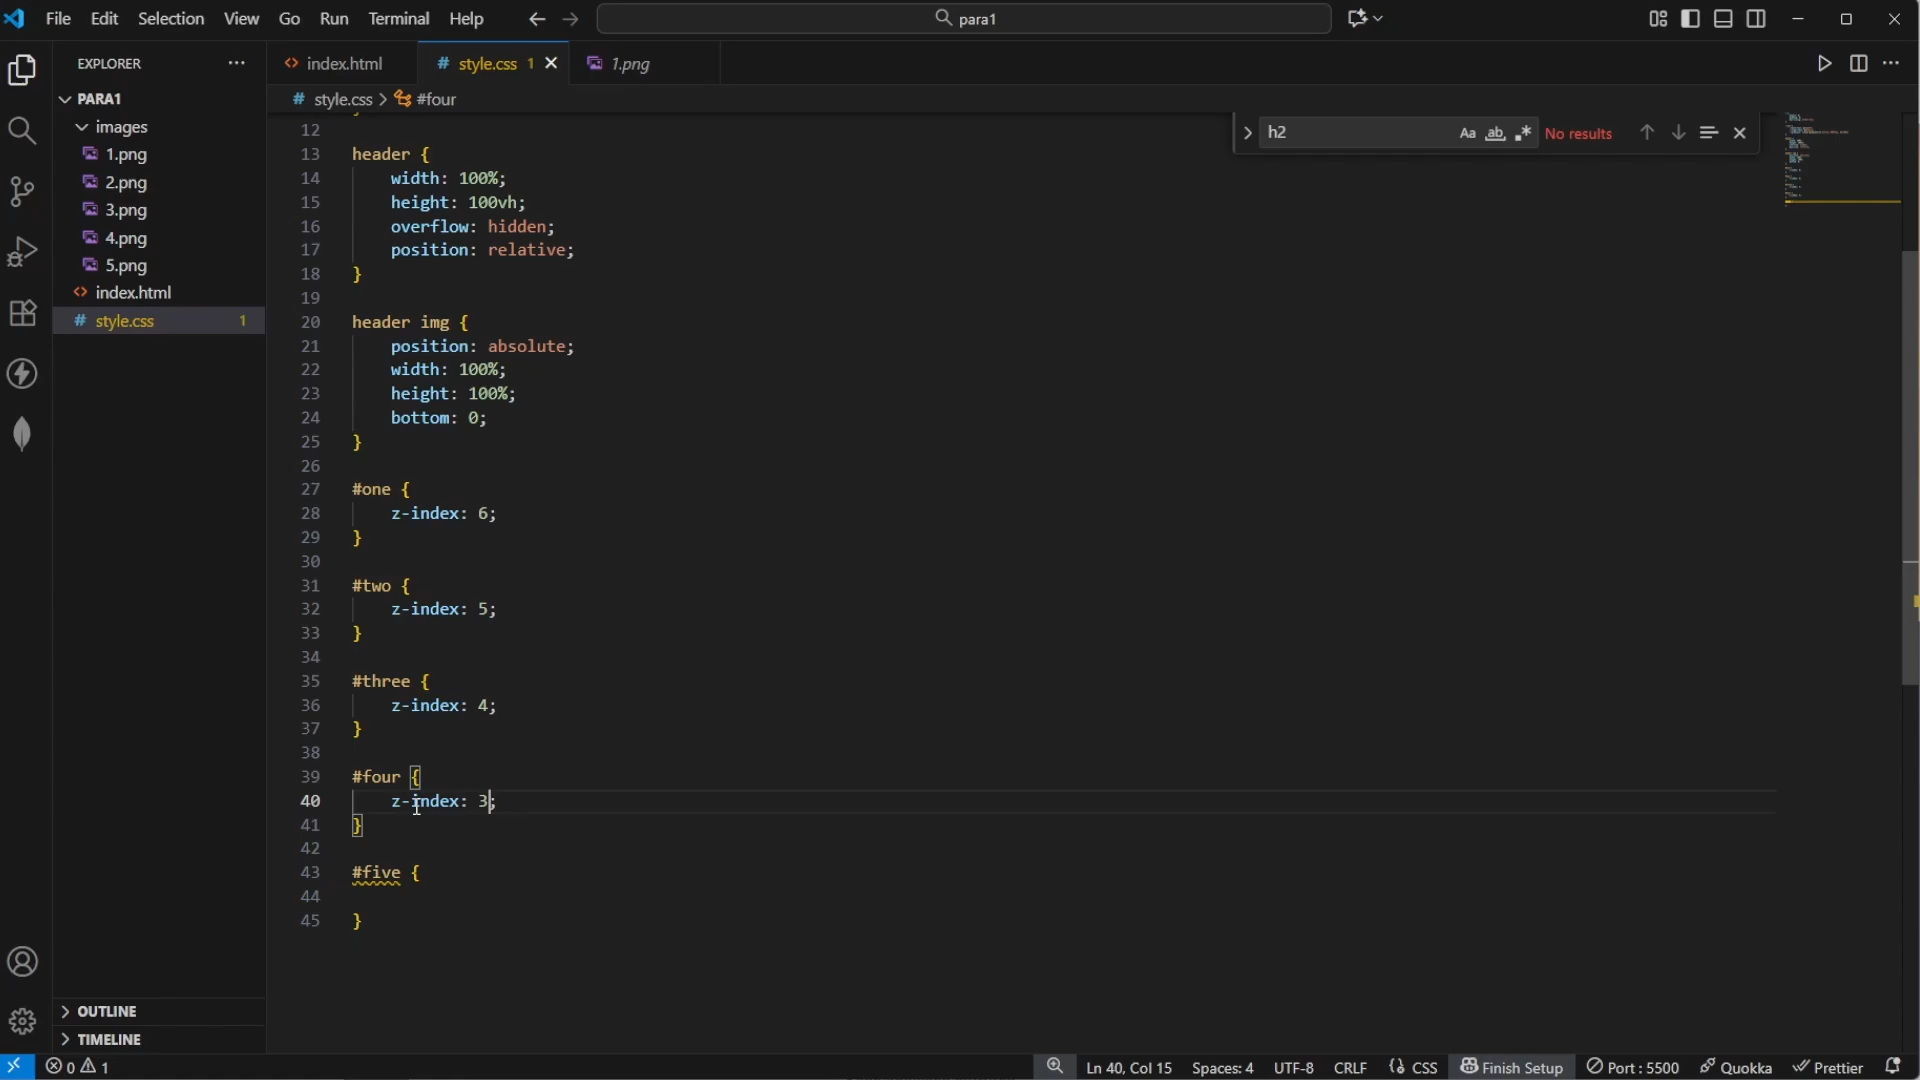 File Edit Selection View Go Run Terminal Help
para1
EXPLORER
index.html
style.css 1
1.png
PARA1
images
1.png
2.png
3.png
4.png
5.png
index.html
style.css 1
# style.css > #four
h2
Aa ab .* No results
12
13 header {
14 width: 100%;
15 height: 100vh;
16 overflow: hidden;
17 position: relative;
18 }
19
20 header img {
21 position: absolute;
22 width: 100%;
23 height: 100%;
24 bottom: 0;
25 }
26
27 #one {
28 z-index: 6;
29 }
30
31 #two {
32 z-index: 5;
33 }
34
35 #three {
36 z-index: 4;
37 }
38
39 #four {
40 z-index: 3;
41 }
42
43 #five {
44
45 }
OUTLINE
TIMELINE
0 1
Ln 40, Col 15 Spaces: 4 UTF-8 CRLF {} CSS Finish Setup Port : 5500 Quokka Prettier